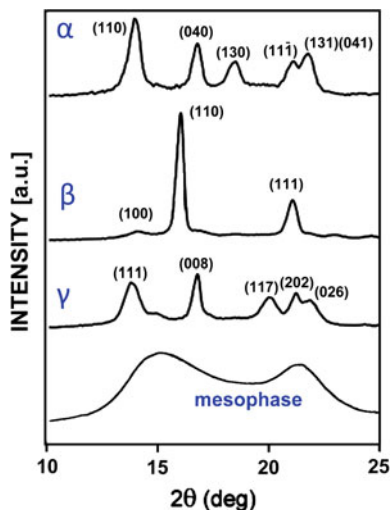 α
(110)
(040)
(130)
(111̄)
(131)(041)
β
(100)
(110)
(111)
γ
(111)
(008)
(117)
(202)
(026)
mesophase
INTENSITY [a.u.]
10 15 20 25
2θ (deg)